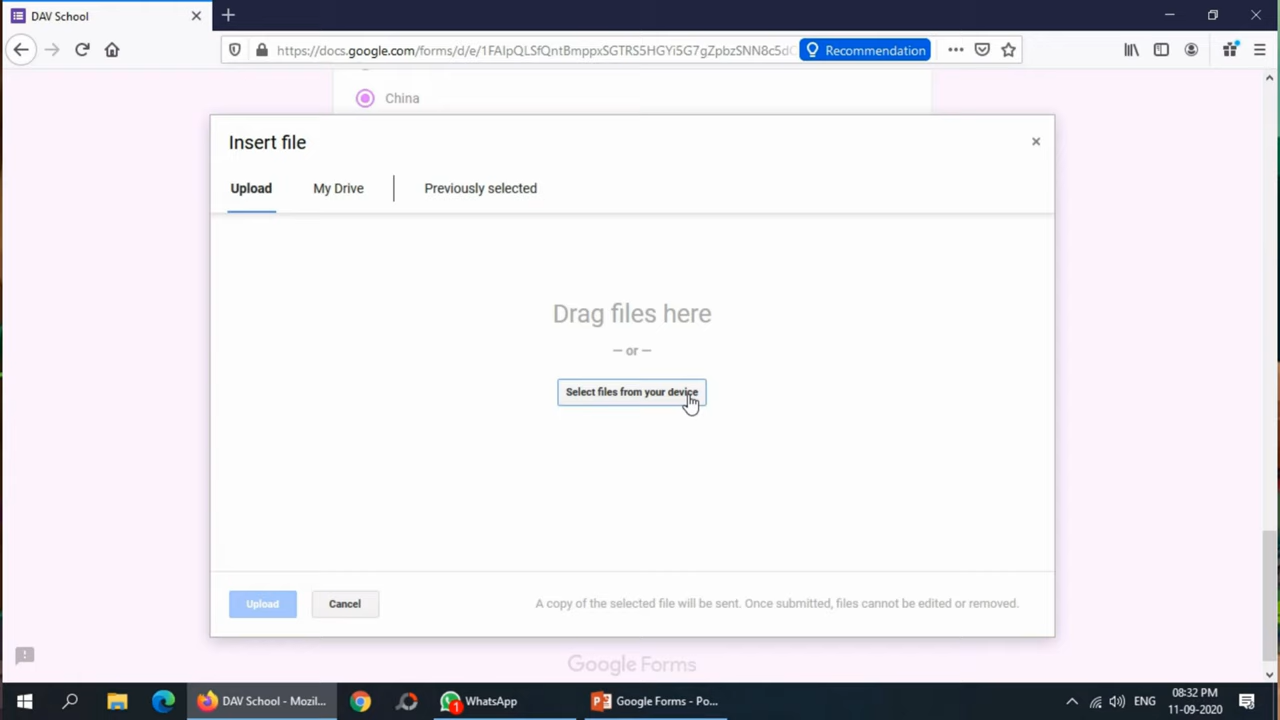 DAV School
https://docs.google.com/forms/d/e/1FAIpQLSfQntBmppxSGTRS5HGYi5G7gZpbzSNN8c5dC
Recommendation
China
Insert file
Upload
My Drive
Previously selected
Drag files here
— or —
Select files from your device
Upload
Cancel
A copy of the selected file will be sent. Once submitted, files cannot be edited or removed.
Google Forms
DAV School - Mozil...
1
WhatsApp
Google Forms - Po...
ENG
08:32 PM
11-09-2020